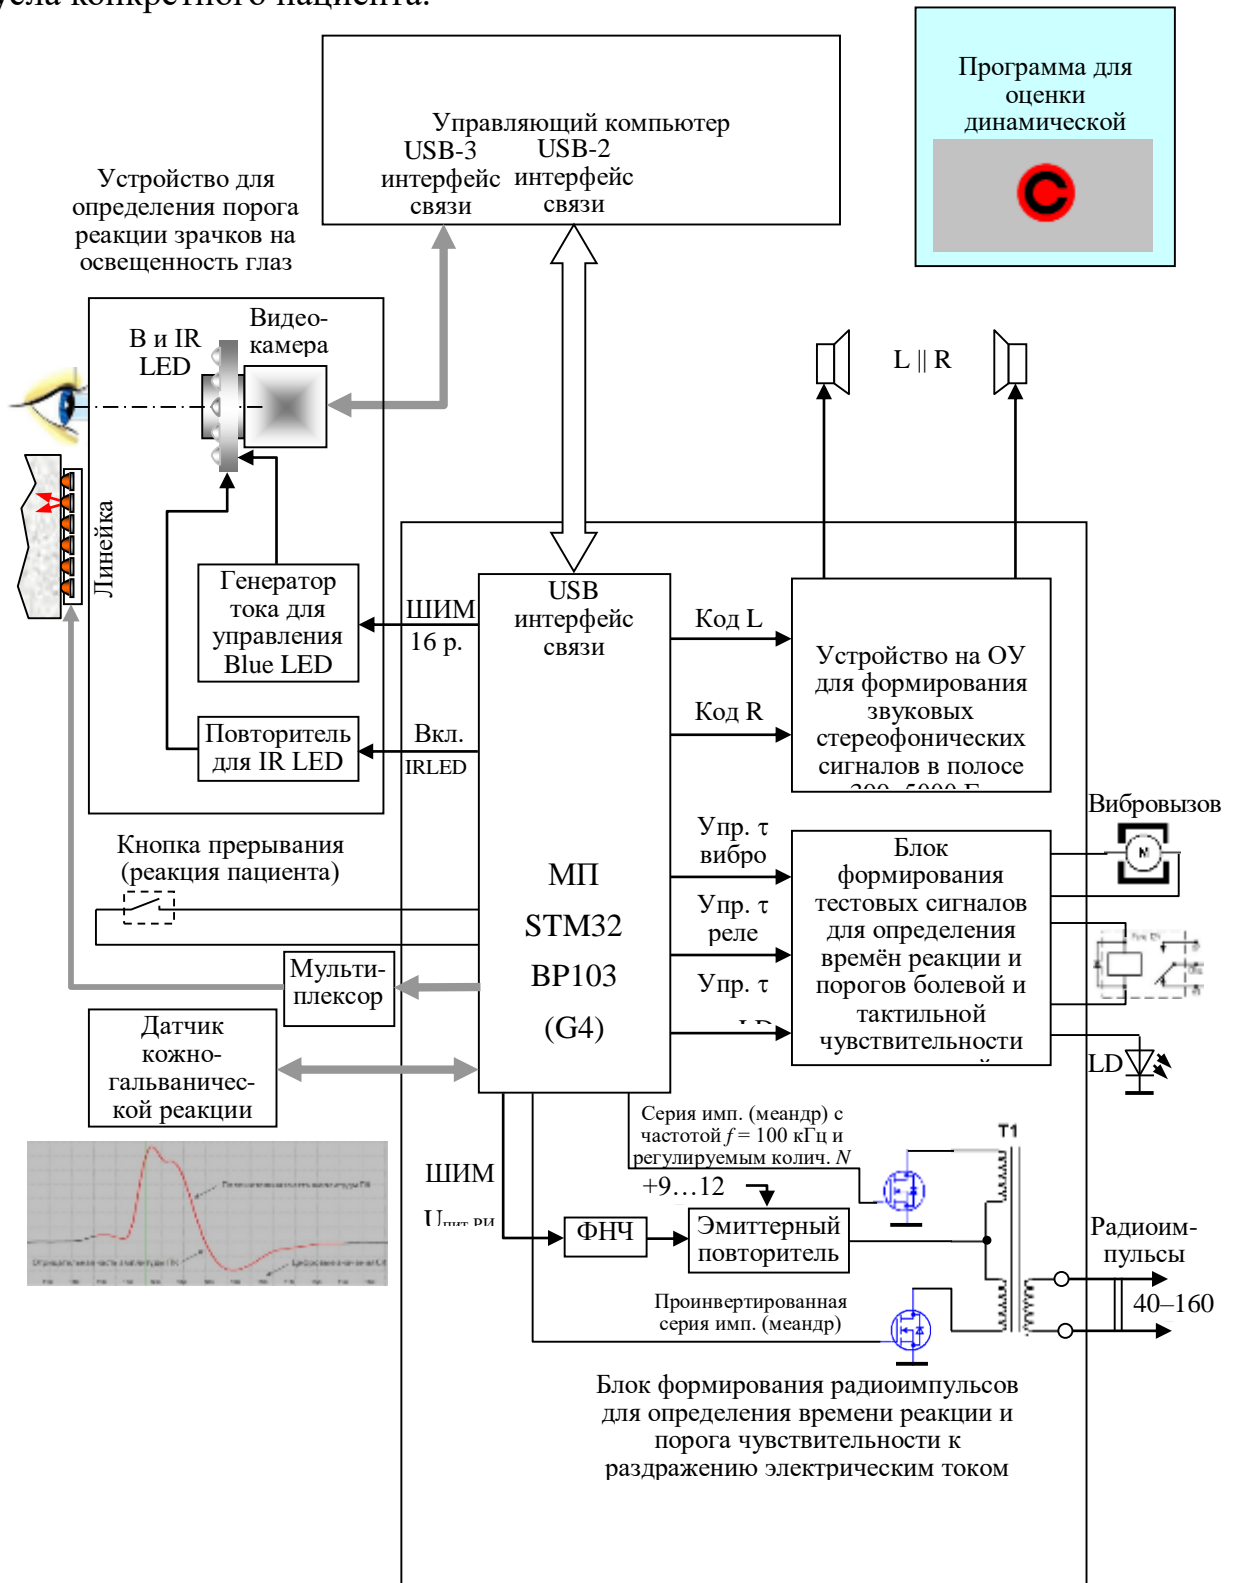 усла конкретного пациента.
Программа для
оценки
динамической
Управляющий компьютер
USB-3
интерфейс
связи
USB-2
интерфейс
связи
Устройство для
определения порога
реакции зрачков на
освещенность глаз
B и IR
LED
Видео-
камера
L || R
Линейка
Генератор
тока для
управления
Blue LED
ШИМ
16 р.
USB
интерфейс
связи
Код L
Код R
Устройство на ОУ
для формирования
звуковых
стереофонических
сигналов в полосе
Повторитель
для IR LED
Вкл.
IRLED
Кнопка прерывания
(реакция пациента)
МП
STM32
BP103
(G4)
Упр. τ
вибро
Упр. τ
реле
Упр. τ
Блок
формирования
тестовых сигналов
для определения
времён реакции и
порогов болевой и
тактильной
чувствительности
Вибровызов
M
LD
Мульти-
плексор
Датчик
кожно-
гальваничес-
кой реакции
Серия имп. (меандр) с
частотой f = 100 кГц и
регулируемым колич. N
T1
ШИМ
Uпит РИ
+9…12
ФНЧ
Эмиттерный
повторитель
Радиоим-
пульсы
40–160
Проинвертированная
серия имп. (меандр)
Блок формирования радиоимпульсов
для определения времени реакции и
порога чувствительности к
раздражению электрическим током